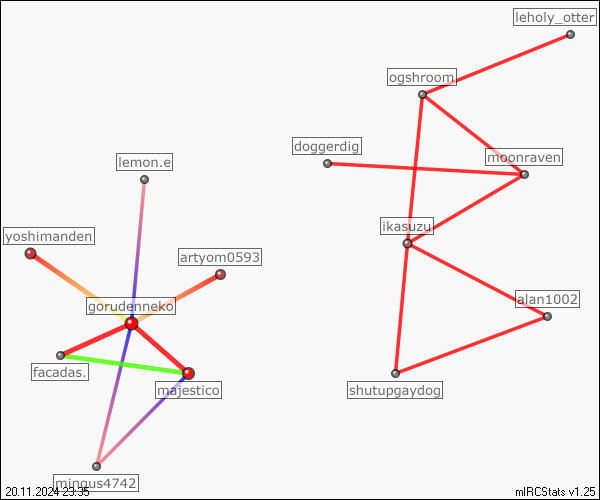 leholy_otter
ogshroom
doggerdig
moonraven
lemon.e
ikasuzu
yoshimanden
artyom0593
alan1002
gorudenneko
facadas.
majestico
shutupgaydog
mingus4742
20.11.2024 23:35
mIRCStats v1.25